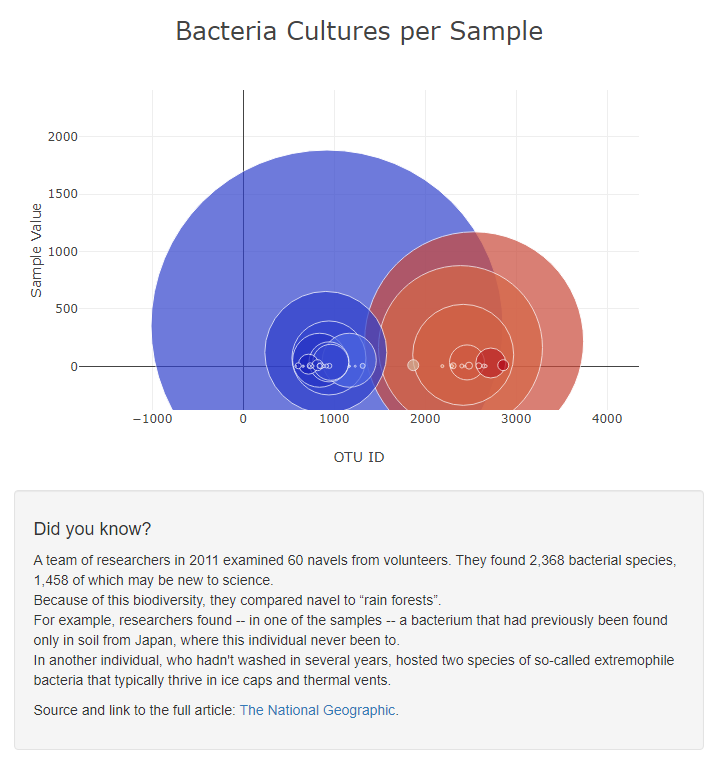 Bacteria Cultures per Sample
2000
1500
1000
500
0
Sample Value
−1000 0 1000 2000 3000 4000
OTU ID
Did you know?
A team of researchers in 2011 examined 60 navels from volunteers. They found 2,368 bacterial species,
1,458 of which may be new to science.
Because of this biodiversity, they compared navel to “rain forests”.
For example, researchers found -- in one of the samples -- a bacterium that had previously been found
only in soil from Japan, where this individual never been to.
In another individual, who hadn't washed in several years, hosted two species of so-called extremophile
bacteria that typically thrive in ice caps and thermal vents.
Source and link to the full article: The National Geographic.